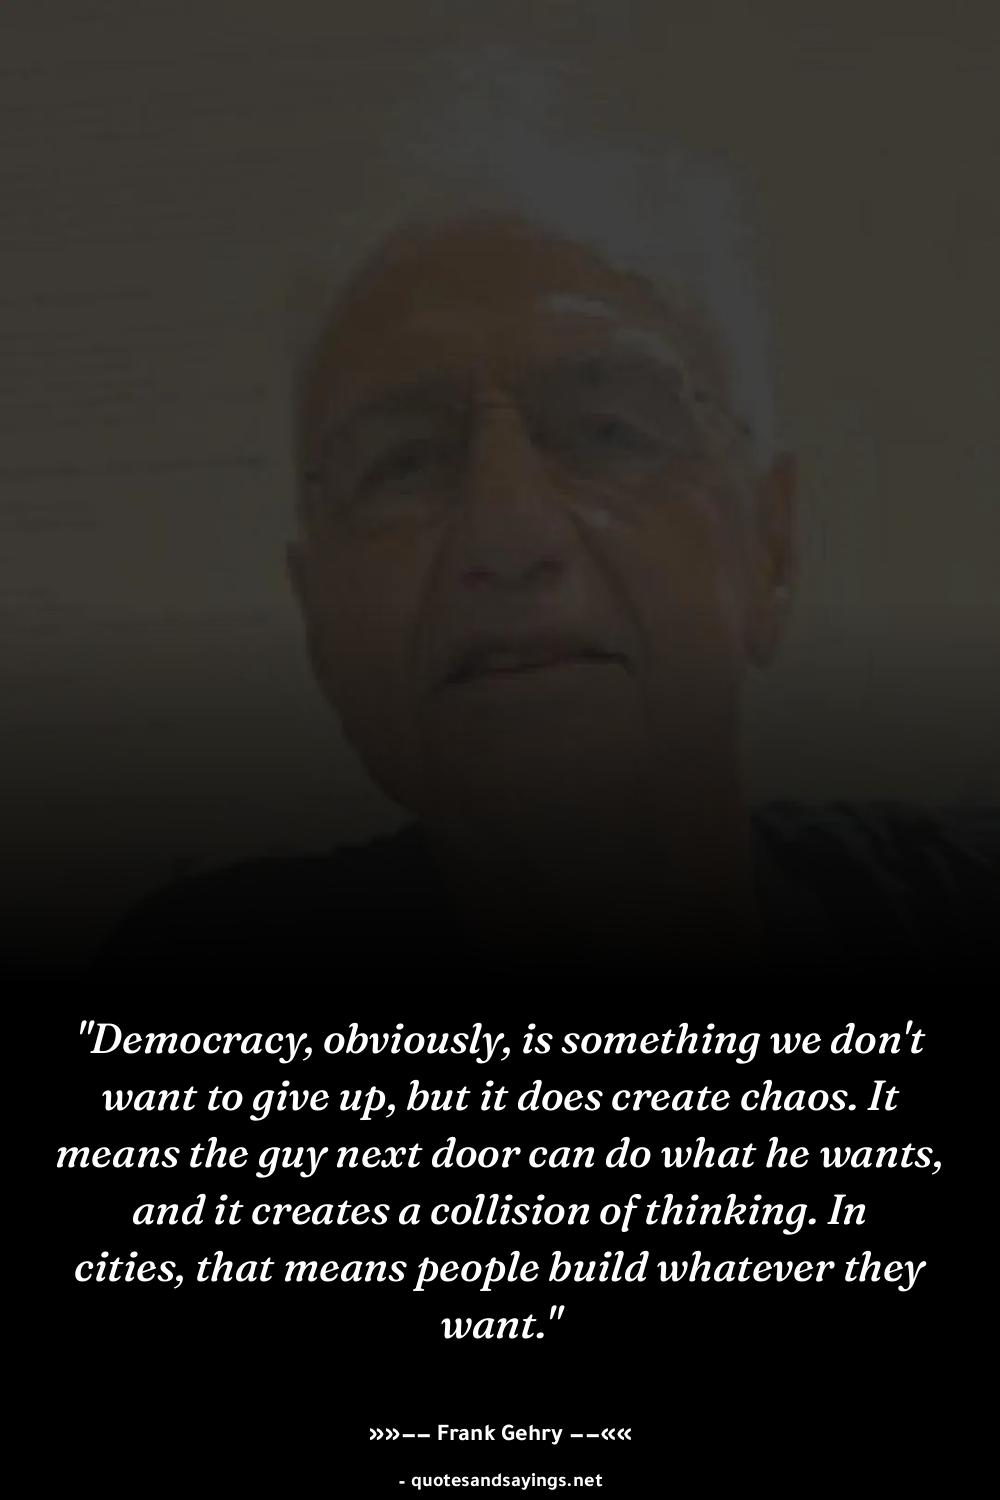 "Democracy, obviously, is something we don't
want to give up, but it does create chaos. It
means the guy next door can do what he wants,
and it creates a collision of thinking. In
cities, that means people build whatever they
want."
»»−− Frank Gehry −−««
- quotesandsayings.net